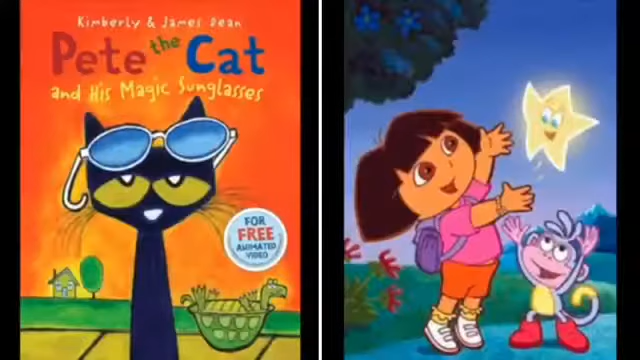 Kimberly & James Dean
Pete the Cat
and His Magic Sunglasses
FOR
FREE
ANIMATED
VIDEO